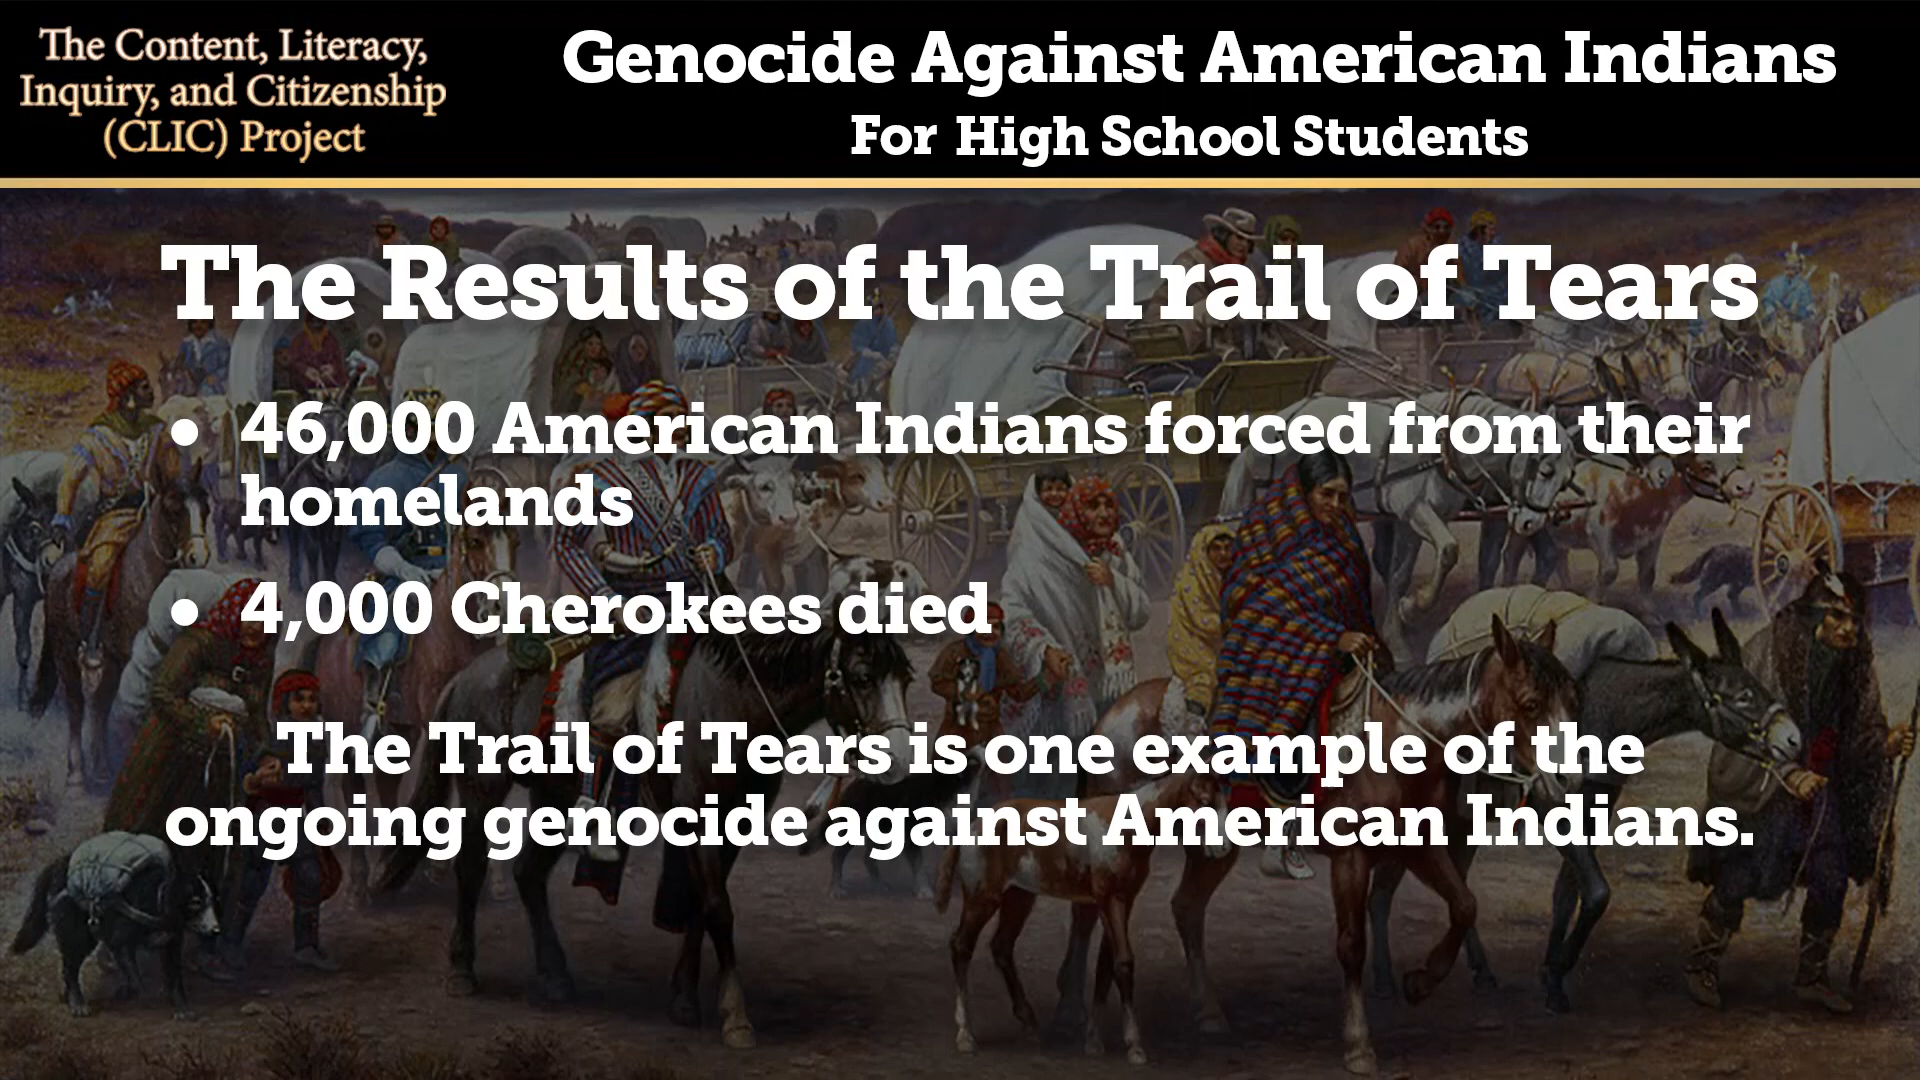 The Content, Literacy,
Inquiry, and Citizenship
(CLIC) Project
Genocide Against American Indians
For High School Students
The Results of the Trail of Tears
• 46,000 American Indians forced from their
homelands
• 4,000 Cherokees died
The Trail of Tears is one example of the
ongoing genocide against American Indians.